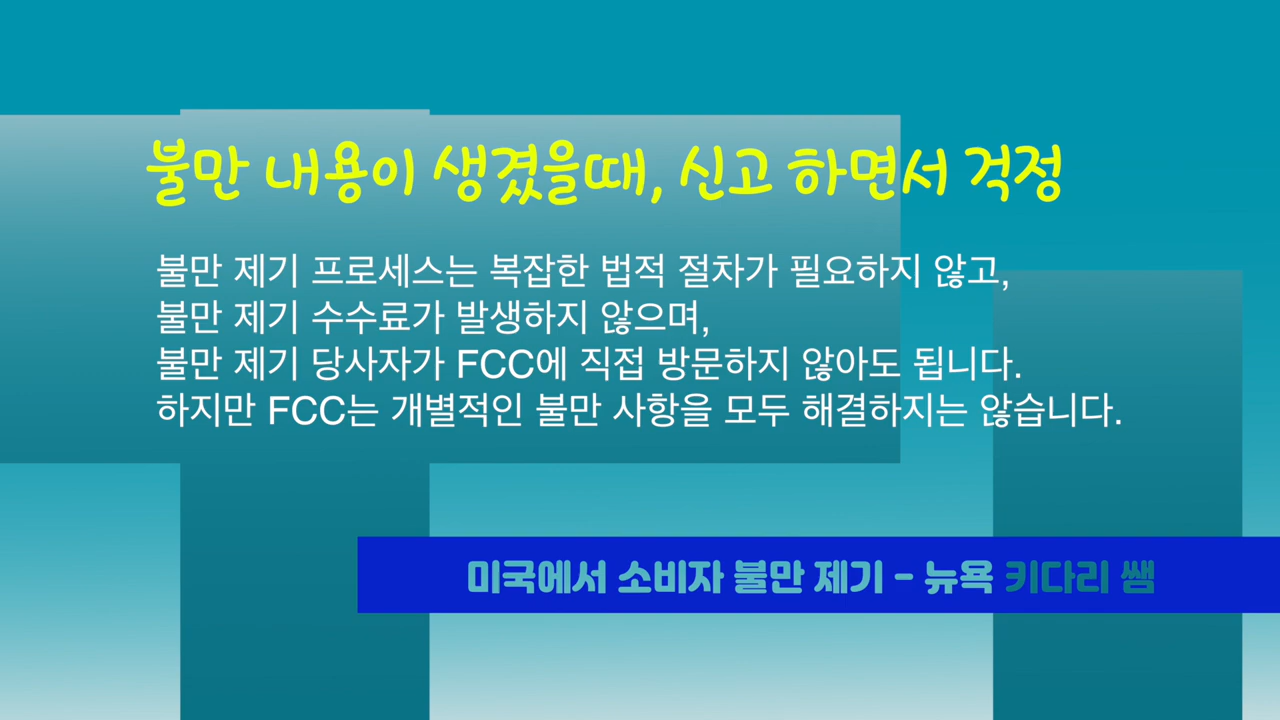 불만 내용이 생겼을때, 신고 하면서 걱정
불만 제기 프로세스는 복잡한 법적 절차가 필요하지 않고,
불만 제기 수수료가 발생하지 않으며,
불만 제기 당사자가 FCC에 직접 방문하지 않아도 됩니다.
하지만 FCC는 개별적인 불만 사항을 모두 해결하지는 않습니다.
미국에서 소비자 불만 제기 - 뉴욕 키다리 쌤